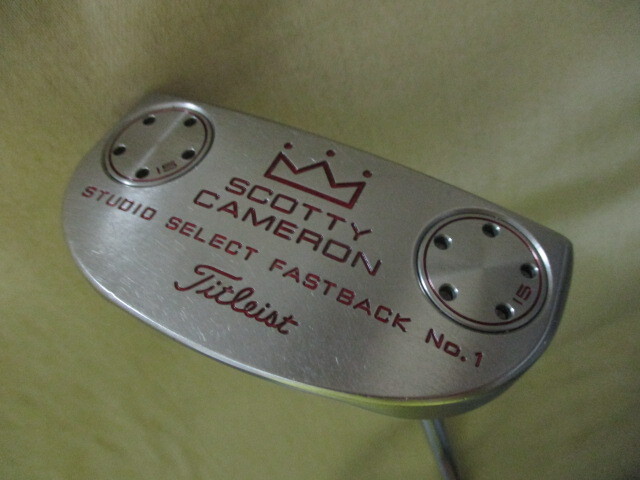 15
SCOTTY
CAMERON
STUDIO SELECT FASTBACK No.1
Titleist
15